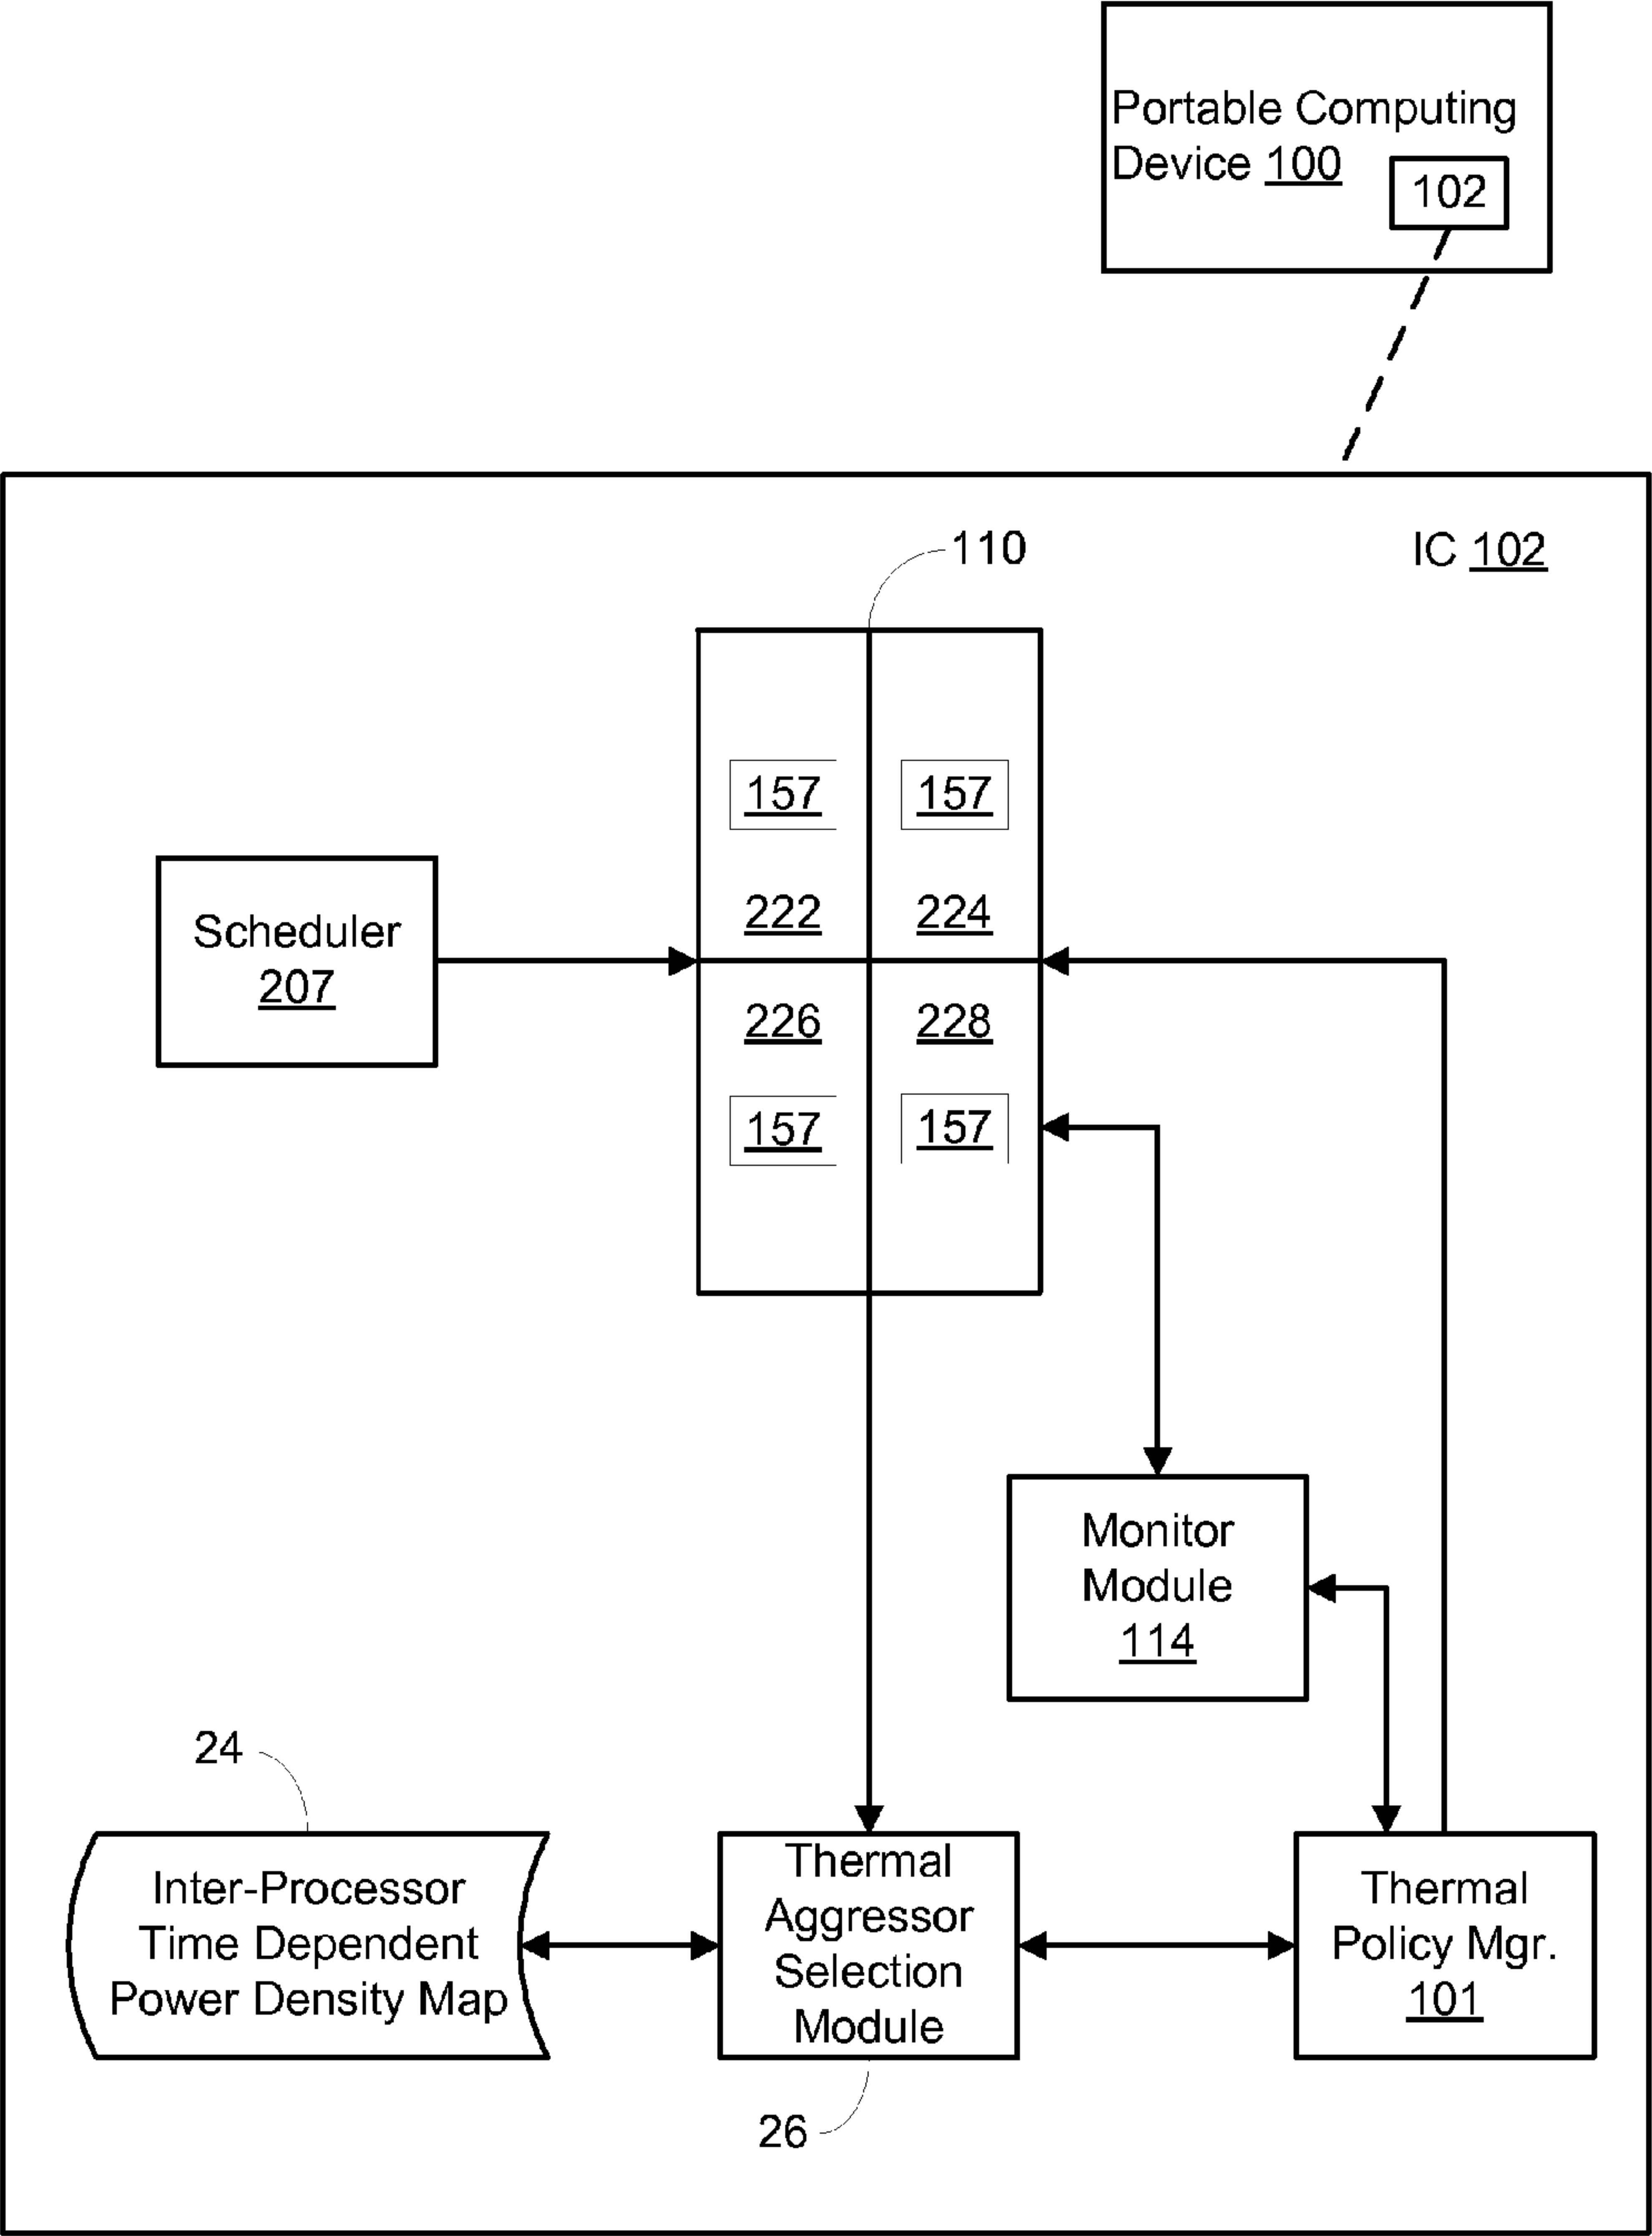 Portable Computing
Device 100
102
IC 102
110
157 157
222 224
Scheduler
207
226 228
157 157
Monitor
Module
114
24
Inter-Processor
Time Dependent
Power Density Map
Thermal
Aggressor
Selection
Module
Thermal
Policy Mgr.
101
26